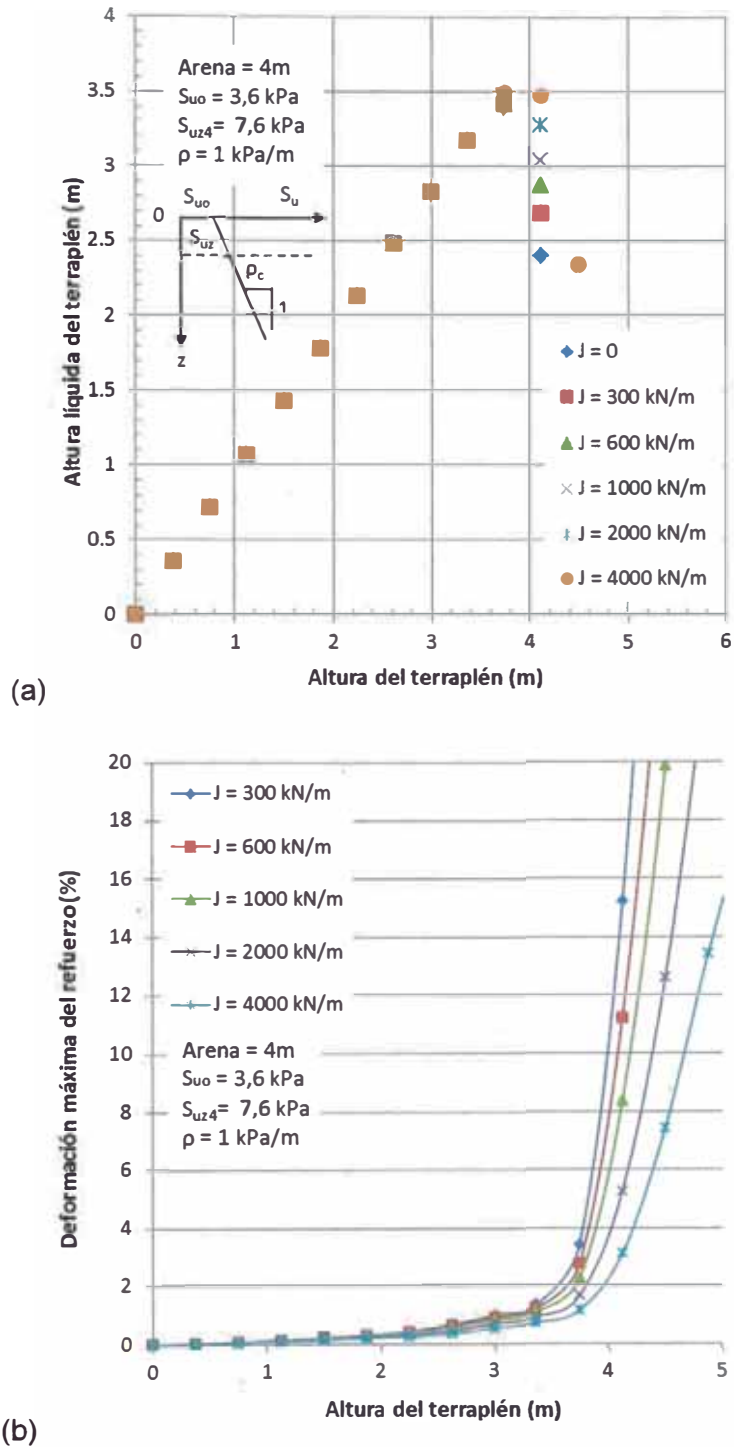 4
3.5
3
2.5
2
1.5
1
0.5
0
Altura líquida del terraplén (m)
Arena = 4m
Suo = 3,6 kPa
Suz4= 7,6 kPa
ρ = 1 kPa/m
Suo
Su
0
Suz
ρc
1
z
J = 0
J = 300 kN/m
J = 600 kN/m
J = 1000 kN/m
J = 2000 kN/m
J = 4000 kN/m
0 1 2 3 4 5 6
Altura del terraplén (m)
(a)
20
18
16
14
12
10
8
6
4
2
0
Deformación máxima del refuerzo(%)
J = 300 kN/m
J = 600 kN/m
J = 1000 kN/m
J = 2000 kN/m
J = 4000 kN/m
Arena = 4m
Suo = 3,6 kPa
Suz4= 7,6 kPa
ρ = 1 kPa/m
0 1 2 3 4 5
Altura del terraplén (m)
(b)